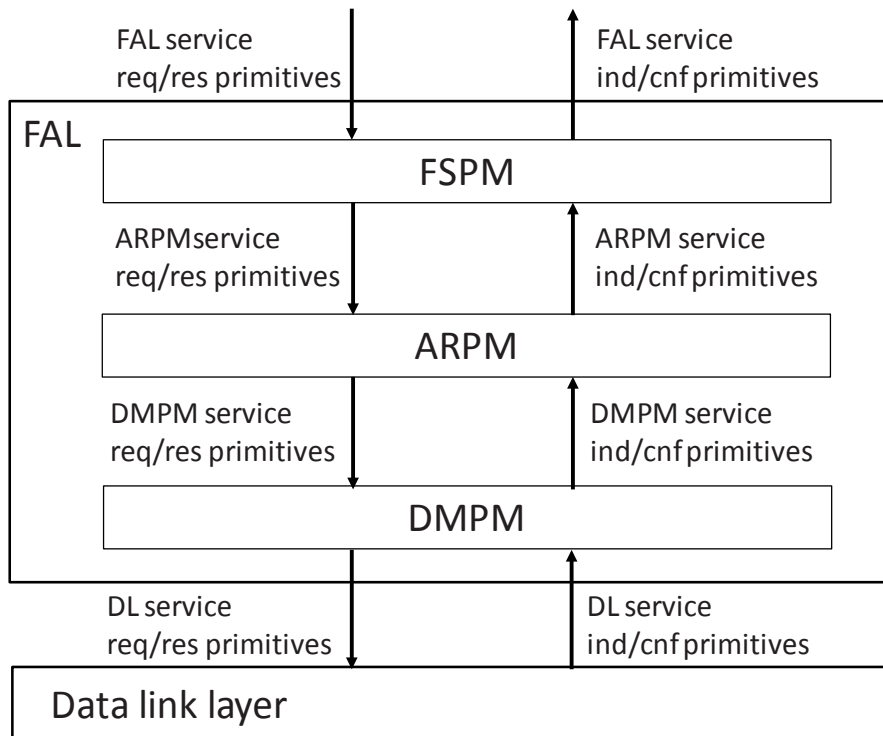 FAL service
req/res primitives
FAL service
ind/cnf primitives
FAL
FSPM
ARPMservice
req/res primitives
ARPM service
ind/cnf primitives
ARPM
DMPM service
req/res primitives
DMPM service
ind/cnf primitives
DMPM
DL service
req/res primitives
DL service
ind/cnf primitives
Data link layer